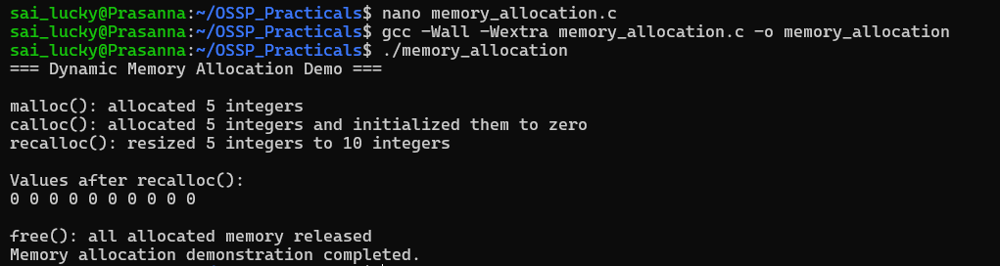 sai_lucky@Prasanna:~/OSSP_Practicals$ nano memory_allocation.c
sai_lucky@Prasanna:~/OSSP_Practicals$ gcc -Wall -Wextra memory_allocation.c -o memory_allocation
sai_lucky@Prasanna:~/OSSP_Practicals$ ./memory_allocation
=== Dynamic Memory Allocation Demo ===
malloc(): allocated 5 integers
calloc(): allocated 5 integers and initialized them to zero
recalloc(): resized 5 integers to 10 integers
Values after recalloc():
0 0 0 0 0 0 0 0 0 0
free(): all allocated memory released
Memory allocation demonstration completed.